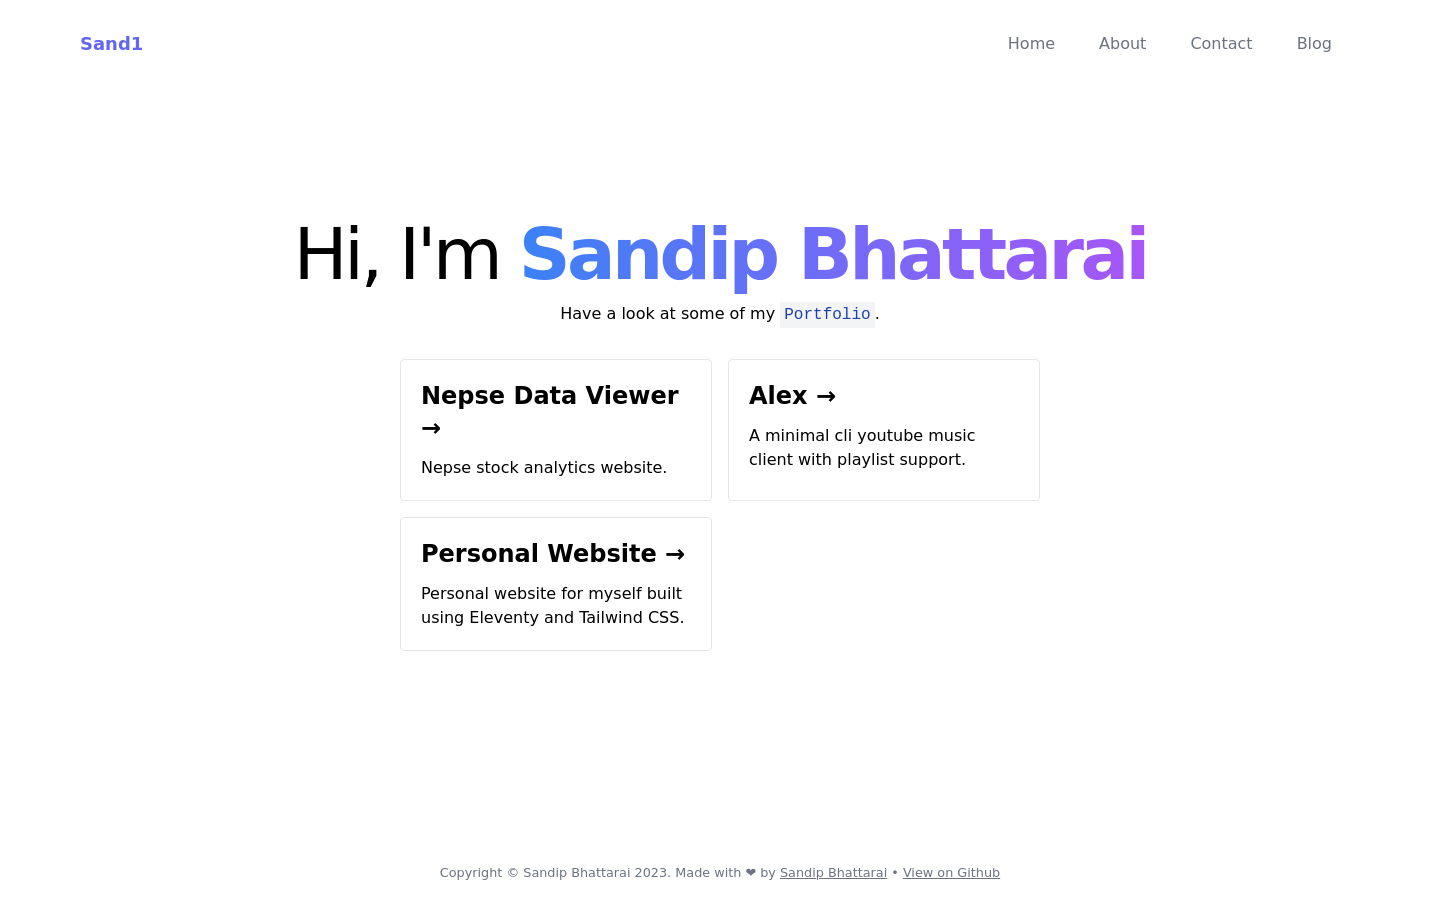 Sand1
Home About Contact Blog
Hi, I'm Sandip Bhattarai
Have a look at some of my Portfolio.
Nepse Data Viewer
→
Nepse stock analytics website.
Alex →
A minimal cli youtube music
client with playlist support.
Personal Website →
Personal website for myself built
using Eleventy and Tailwind CSS.
Copyright © Sandip Bhattarai 2023. Made with ❤ by Sandip Bhattarai • View on Github